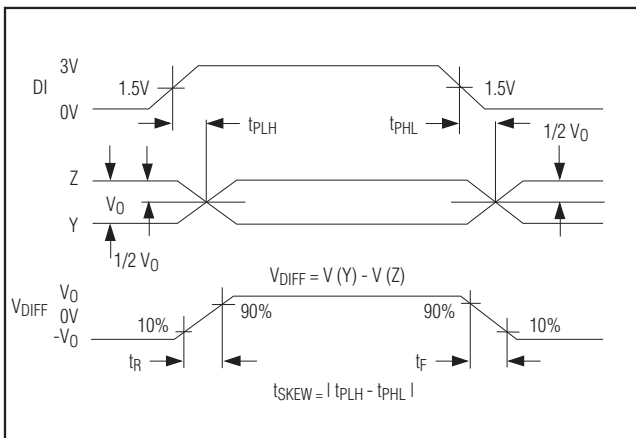 3V
DI
1.5V
1.5V
0V
tPLH
tPHL
1/2 VO
Z
VO
Y
1/2 VO
VDIFF = V (Y) - V (Z)
VO
VDIFF
0V
-VO
10%
90%
90%
10%
tR
tF
tSKEW = | tPLH - tPHL |